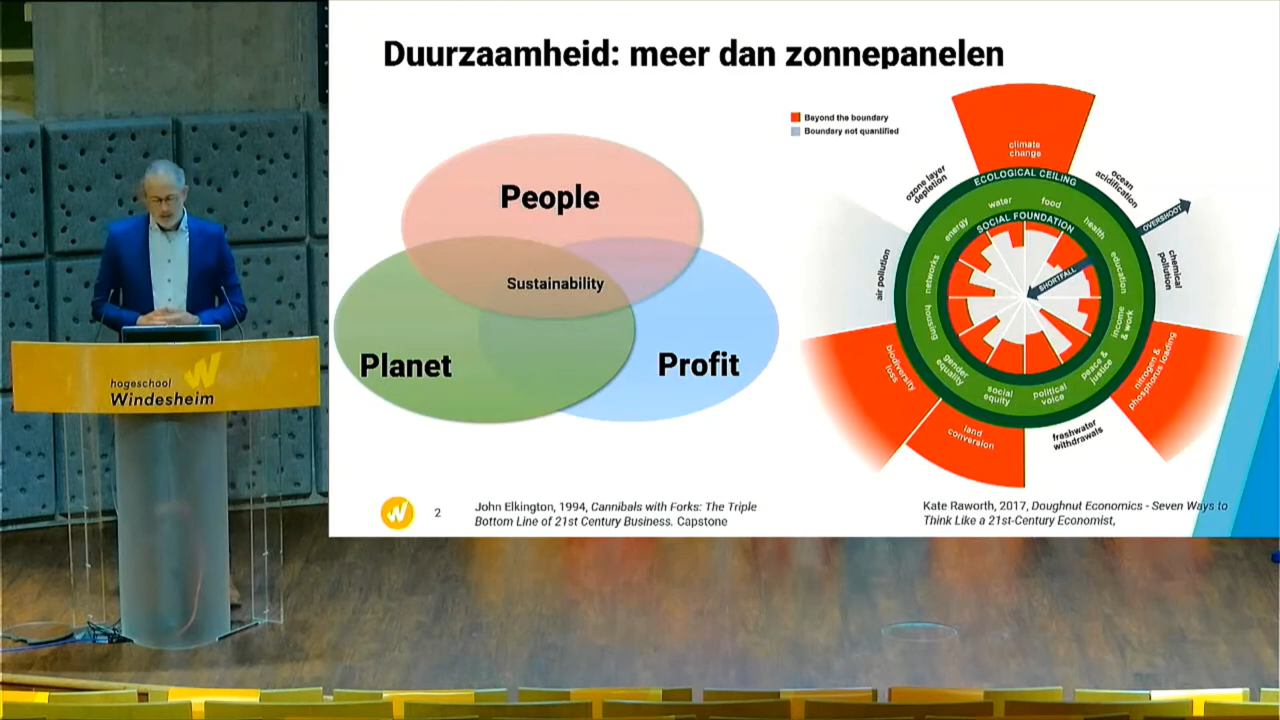 Duurzaamheid: meer dan zonnepanelen
People
Sustainability
Planet
Profit
Beyond the boundary
Boundary not quantified
climate
change
ozone layer
depletion
ocean
acidification
ECOLOGICAL CEILING
OVERSHOOT
water
food
SOCIAL FOUNDATION
energy
health
air pollution
networks
SHORTFALL
education
chemical
pollution
housing
income
& work
biodiversity
loss
gender
equality
social
equity
political
voice
peace &
justice
nitrogen &
phosphorus loading
land
conversion
freshwater
withdrawals
hogeschool
Windesheim
2
John Elkington, 1994, Cannibals with Forks: The Triple
Bottom Line of 21st Century Business. Capstone
Kate Raworth, 2017, Doughnut Economics - Seven Ways to
Think Like a 21st-Century Economist,